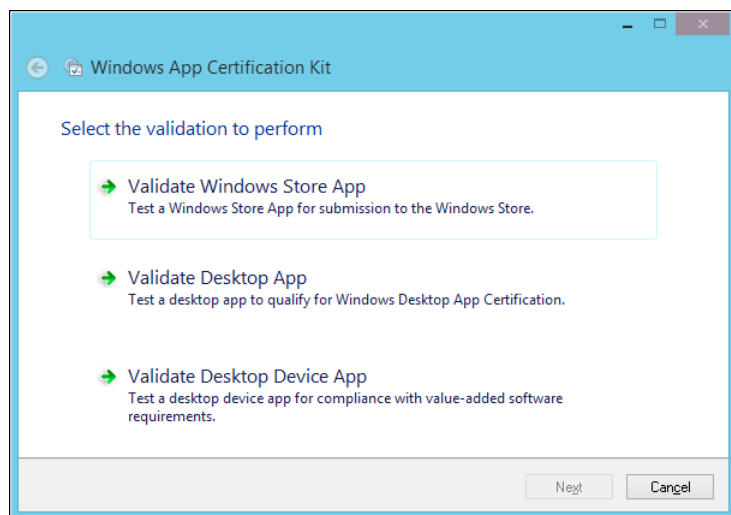 Windows App Certification Kit
Select the validation to perform
Validate Windows Store App
Test a Windows Store App for submission to the Windows Store.
Validate Desktop App
Test a desktop app to qualify for Windows Desktop App Certification.
Validate Desktop Device App
Test a desktop device app for compliance with value-added software
requirements.
Next
Cancel